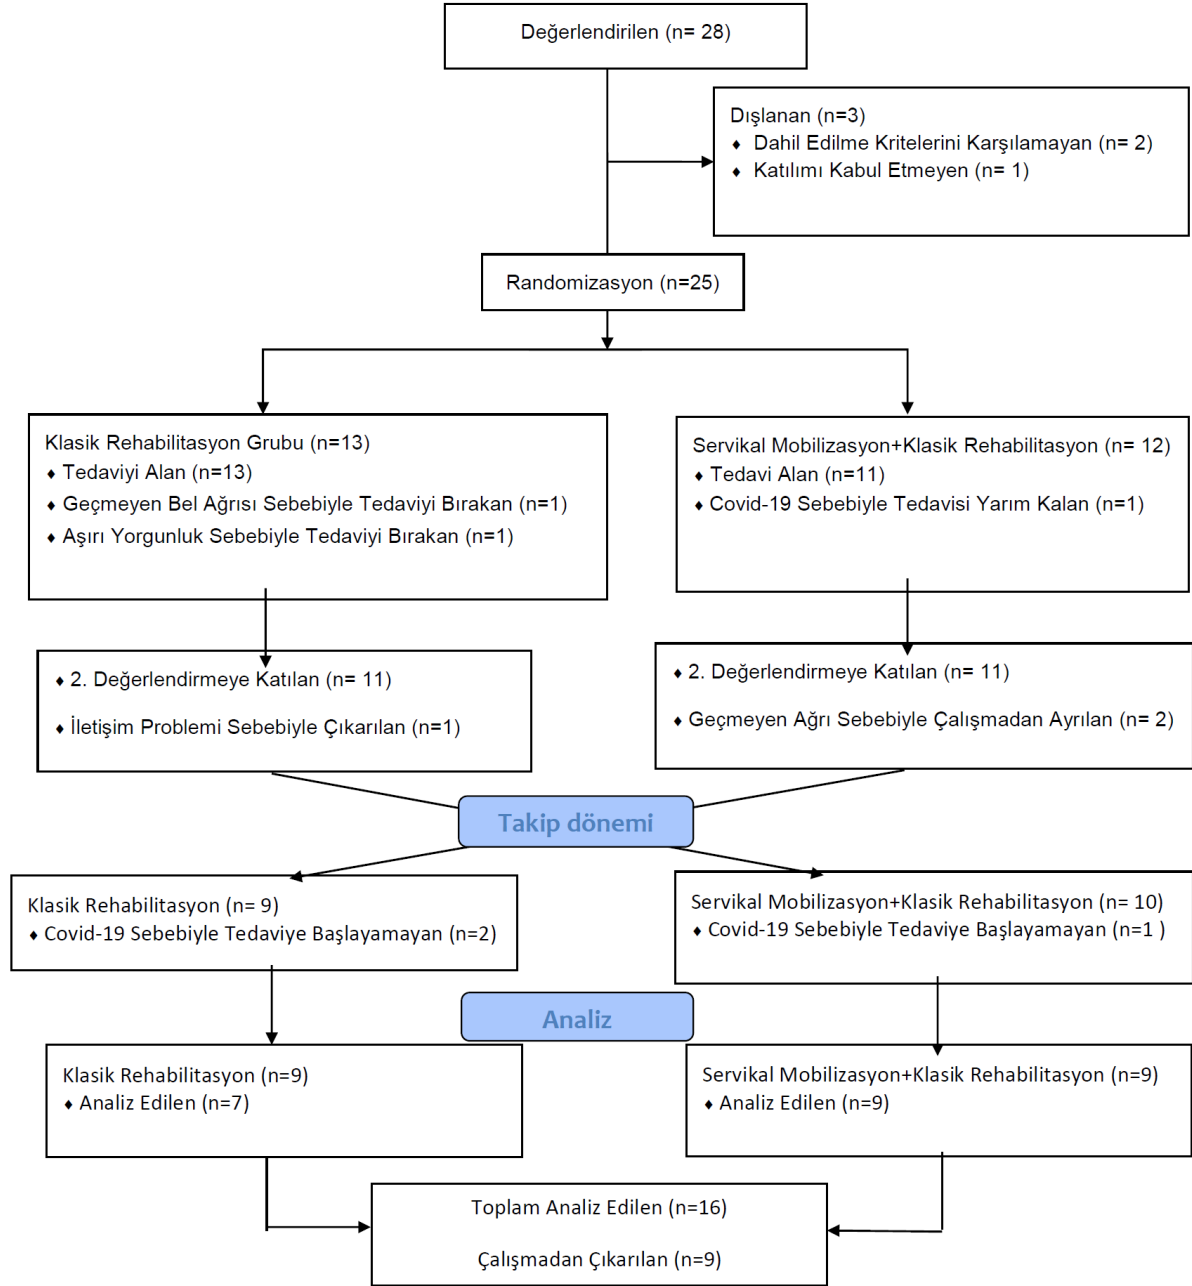 Değerlendirilen (n= 28)
Dışlanan (n=3)
♦ Dahil Edilme Kritelerini Karşılamayan (n= 2)
♦ Katılımı Kabul Etmeyen (n= 1)
Randomizasyon (n=25)
Klasik Rehabilitasyon Grubu (n=13)
♦ Tedaviyi Alan (n=13)
♦ Geçmeyen Bel Ağrısı Sebebiyle Tedaviyi Bırakan (n=1)
♦ Aşırı Yorgunluk Sebebiyle Tedaviyi Bırakan (n=1)
Servikal Mobilizasyon+Klasik Rehabilitasyon (n= 12)
♦ Tedavi Alan (n=11)
♦ Covid-19 Sebebiyle Tedavisi Yarım Kalan (n=1)
♦ 2. Değerlendirmeye Katılan (n= 11)
♦ İletişim Problemi Sebebiyle Çıkarılan (n=1)
♦ 2. Değerlendirmeye Katılan (n= 11)
♦ Geçmeyen Ağrı Sebebiyle Çalışmadan Ayrılan (n= 2)
Takip dönemi
Klasik Rehabilitasyon (n= 9)
♦ Covid-19 Sebebiyle Tedaviye Başlayamayan (n=2)
Servikal Mobilizasyon+Klasik Rehabilitasyon (n= 10)
♦ Covid-19 Sebebiyle Tedaviye Başlayamayan (n=1 )
Analiz
Klasik Rehabilitasyon (n=9)
♦ Analiz Edilen (n=7)
Servikal Mobilizasyon+Klasik Rehabilitasyon (n=9)
♦ Analiz Edilen (n=9)
Toplam Analiz Edilen (n=16)
Çalışmadan Çıkarılan (n=9)